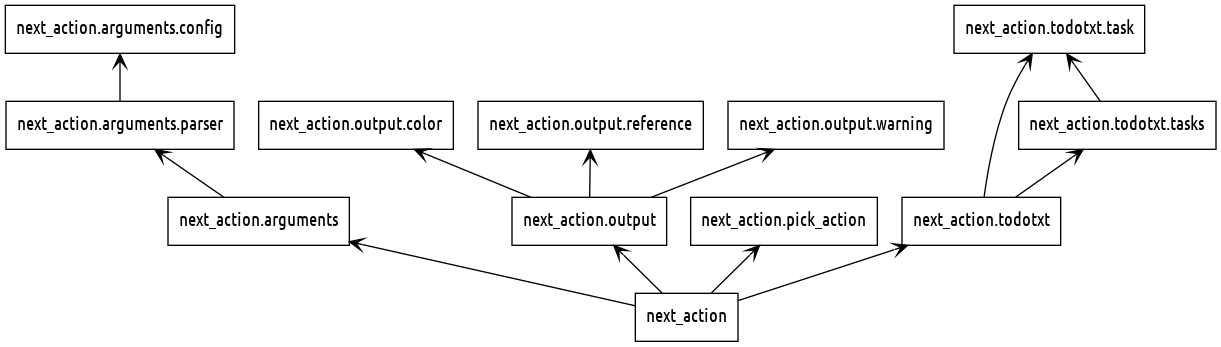 next_action.arguments.config
next_action.todotxt.task
next_action.arguments.parser
next_action.output.color
next_action.output.reference
next_action.output.warning
next_action.todotxt.tasks
next_action.arguments
next_action.output
next_action.pick_action
next_action.todotxt
next_action